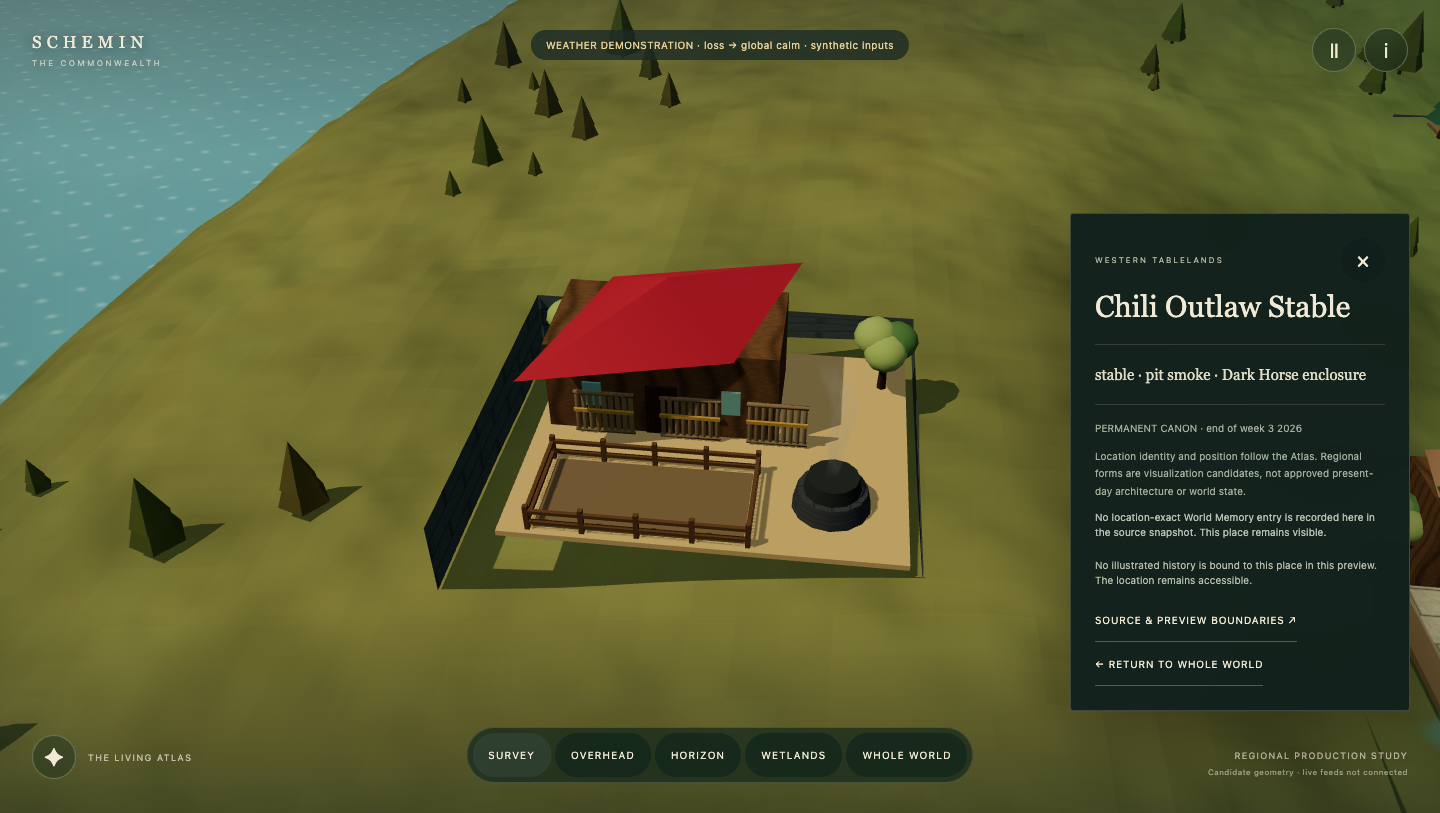 SCHEMIN
THE COMMONWEALTH
WEATHER DEMONSTRATION · loss → global calm · synthetic inputs
WESTERN TABLELANDS
Chili Outlaw Stable
stable · pit smoke · Dark Horse enclosure
PERMANENT CANON · end of week 3 2026
Location identity and position follow the Atlas. Regional
forms are visualization candidates, not approved present-
day architecture or world state.
No location-exact World Memory entry is recorded here in
the source snapshot. This place remains visible.
No illustrated history is bound to this place in this preview.
The location remains accessible.
SOURCE & PREVIEW BOUNDARIES ↗
← RETURN TO WHOLE WORLD
THE LIVING ATLAS
SURVEY
OVERHEAD
HORIZON
WETLANDS
WHOLE WORLD
REGIONAL PRODUCTION STUDY
Candidate geometry · live feeds not connected